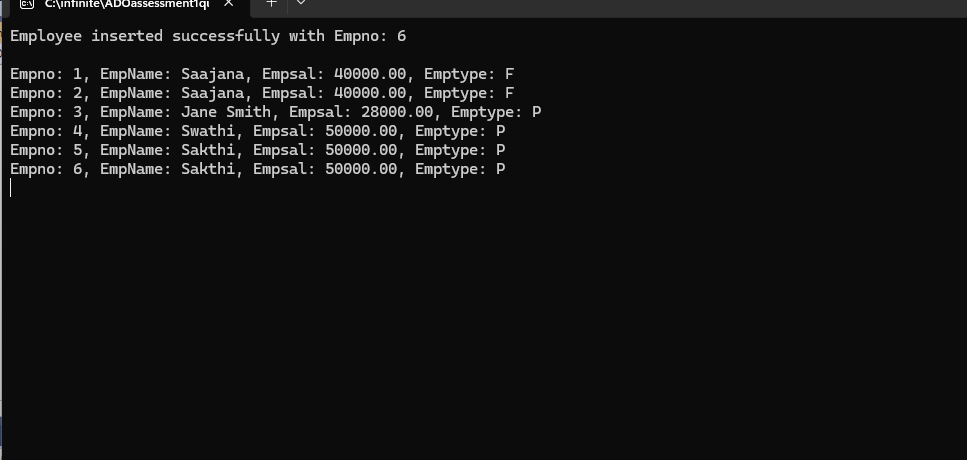 C:\infinite\ADOassessment1qu
Employee inserted successfully with Empno: 6
Empno: 1, EmpName: Saajana, Empsal: 40000.00, Emptype: F
Empno: 2, EmpName: Saajana, Empsal: 40000.00, Emptype: F
Empno: 3, EmpName: Jane Smith, Empsal: 28000.00, Emptype: P
Empno: 4, EmpName: Swathi, Empsal: 50000.00, Emptype: P
Empno: 5, EmpName: Sakthi, Empsal: 50000.00, Emptype: P
Empno: 6, EmpName: Sakthi, Empsal: 50000.00, Emptype: P